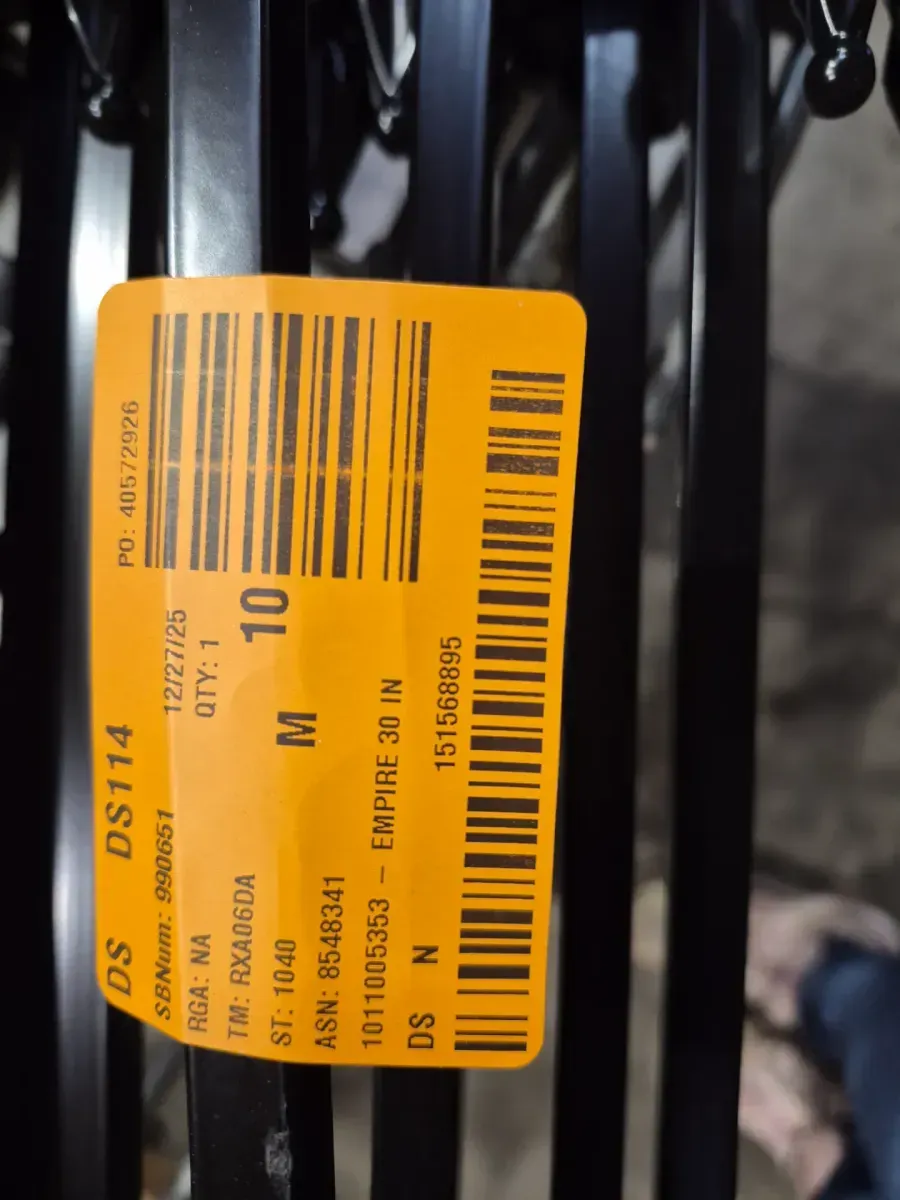 DS DS114 PO: 40572926
SBNum: 990651 12/27/25
RGA: NA QTY: 1
TM: RXA06DA 10
ST: 1040 M
ASN: 8548341
1011005353 – EMPIRE 30 IN
DS N 151568895